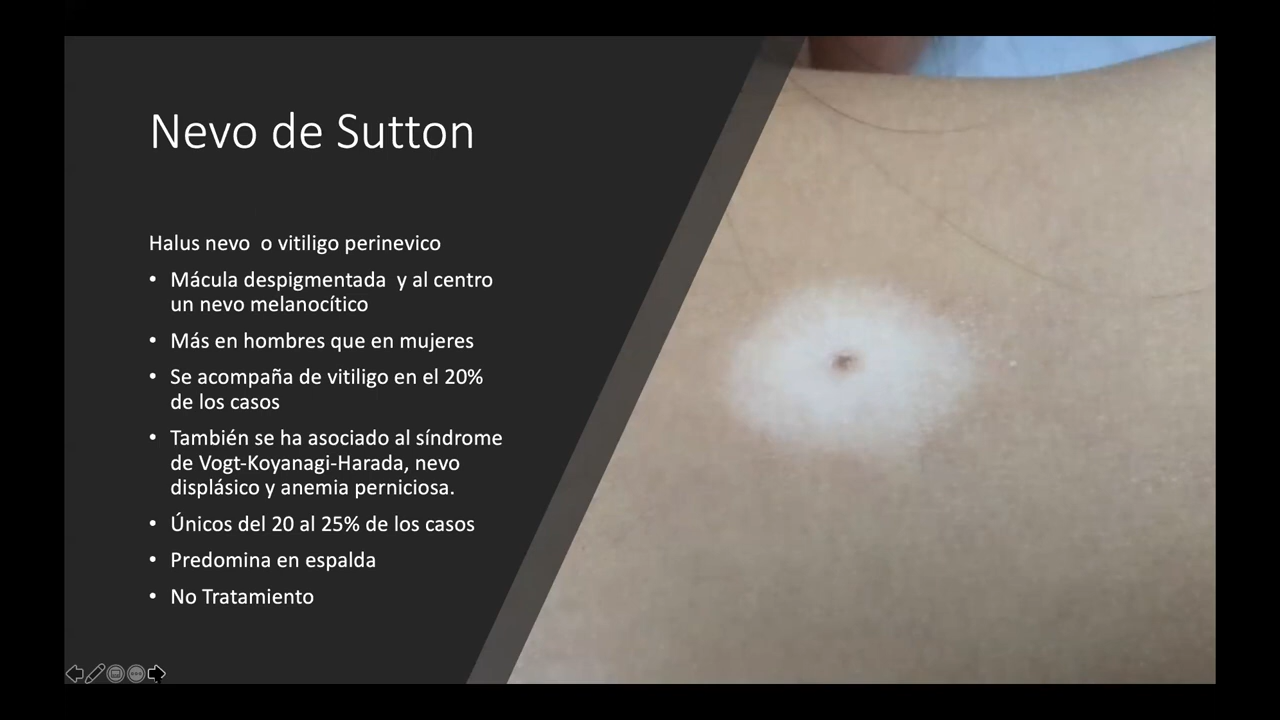 Nevo de Sutton
Halus nevo  o vitiligo perinevico
• Mácula despigmentada  y al centro
un nevo melanocítico
• Más en hombres que en mujeres
• Se acompaña de vitiligo en el 20%
de los casos
• También se ha asociado al síndrome
de Vogt-Koyanagi-Harada, nevo
displásico y anemia perniciosa.
• Únicos del 20 al 25% de los casos
• Predomina en espalda
• No Tratamiento